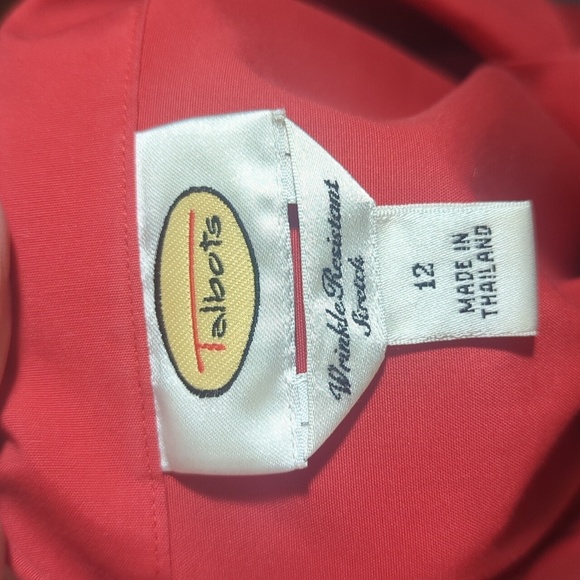 Talbots
Wrinkle Resistant
Stretch
12
MADE IN
THAILAND